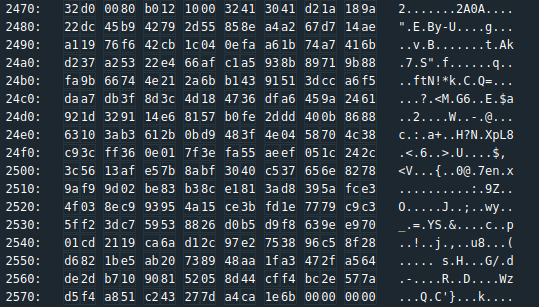 2470: 32d0 0080 b012 1000 3241 3041 d21a 189a 2.......2A0A....
2480: 22dc 45b9 4279 2d55 858e a4a2 67d7 14ae ".E.By-U....g...
2490: a119 76f6 42cb 1c04 0efa a61b 74a7 416b ..v.B.......t.Ak
24a0: d237 a253 22e4 66af c1a5 938b 8971 9b88 .7.S".f......q..
24b0: fa9b 6674 4e21 2a6b b143 9151 3dcc a6f5 ..ftN!*k.C.Q=...
24c0: daa7 db3f 8d3c 4d18 4736 dfa6 459a 2461 ...?.<M.G6..E.$a
24d0: 921d 3291 14e6 8157 b0fe 2ddd 400b 8688 ..2....W..-.@...
24e0: 6310 3ab3 612b 0bd9 483f 4e04 5870 4c38 c.:.a+..H?N.XpL8
24f0: c93c ff36 0e01 7f3e fa55 aeef 051c 242c .<.6...>.U....$,
2500: 3c56 13af e57b 8abf 3040 c537 656e 8278 <V...{..0@.7en.x
2510: 9af9 9d02 be83 b38c e181 3ad8 395a fce3 ..........:.9Z..
2520: 4f03 8ec9 9395 4a15 ce3b fd1e 7779 c9c3 O.....J..;..wy..
2530: 5ff2 3dc7 5953 8826 d0b5 d9f8 639e e970 _.=.YS.&....c..p
2540: 01cd 2119 ca6a d12c 97e2 7538 96c5 8f28 ..!..j.,..u8...(
2550: d682 1be5 ab20 7389 48aa 1fa3 472f a564 ..... s.H...G/.d
2560: de2d b710 9081 5205 8d44 cff4 bc2e 577a .-....R..D....Wz
2570: d5f4 a851 c243 277d a4ca 1e6b 0000 0000 ...Q.C'}...k....